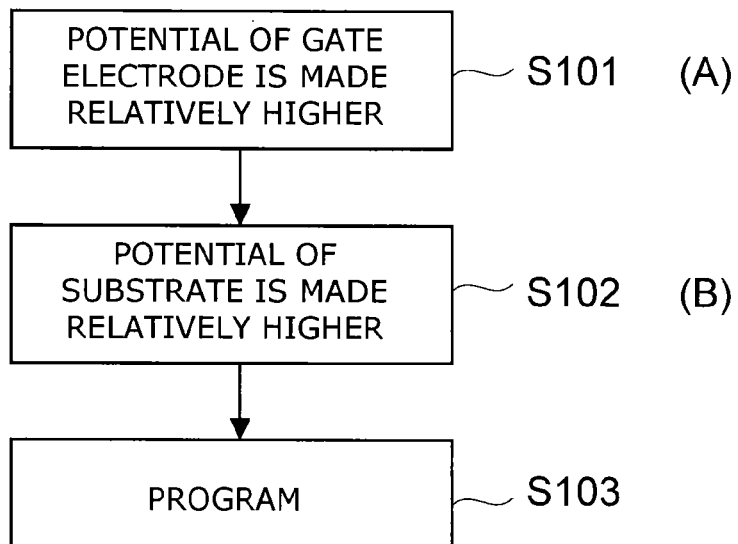 POTENTIAL OF GATE
ELECTRODE IS MADE
RELATIVELY HIGHER
S101 (A)
POTENTIAL OF
SUBSTRATE IS MADE
RELATIVELY HIGHER
S102 (B)
PROGRAM
S103